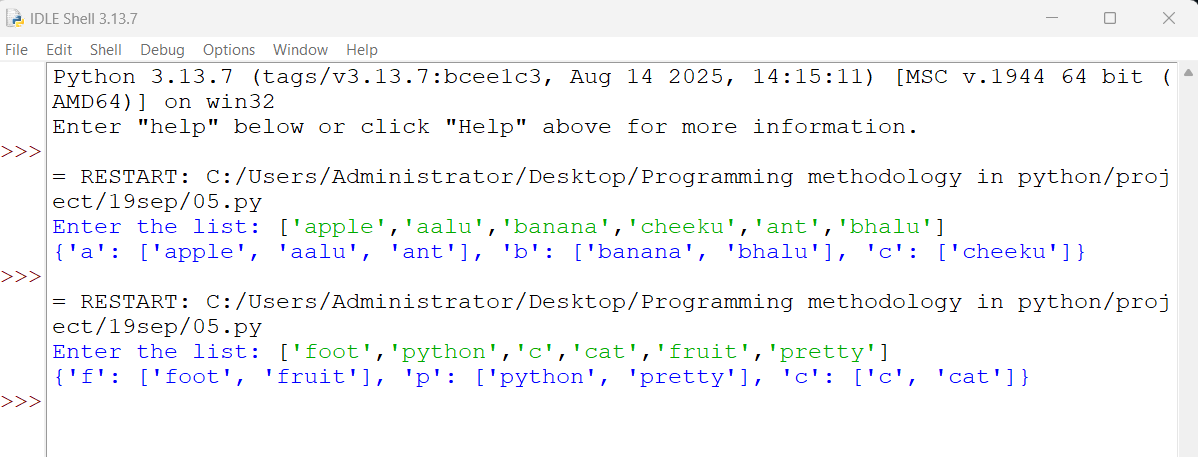 IDLE Shell 3.13.7
File Edit Shell Debug Options Window Help
Python 3.13.7 (tags/v3.13.7:bcee1c3, Aug 14 2025, 14:15:11) [MSC v.1944 64 bit (
AMD64)] on win32
Enter "help" below or click "Help" above for more information.
>>>
= RESTART: C:/Users/Administrator/Desktop/Programming methodology in python/proj
ect/19sep/05.py
Enter the list: ['apple','aalu','banana','cheeku','ant','bhalu']
{'a': ['apple', 'aalu', 'ant'], 'b': ['banana', 'bhalu'], 'c': ['cheeku']}
>>>
= RESTART: C:/Users/Administrator/Desktop/Programming methodology in python/proj
ect/19sep/05.py
Enter the list: ['foot','python','c','cat','fruit','pretty']
{'f': ['foot', 'fruit'], 'p': ['python', 'pretty'], 'c': ['c', 'cat']}
>>>